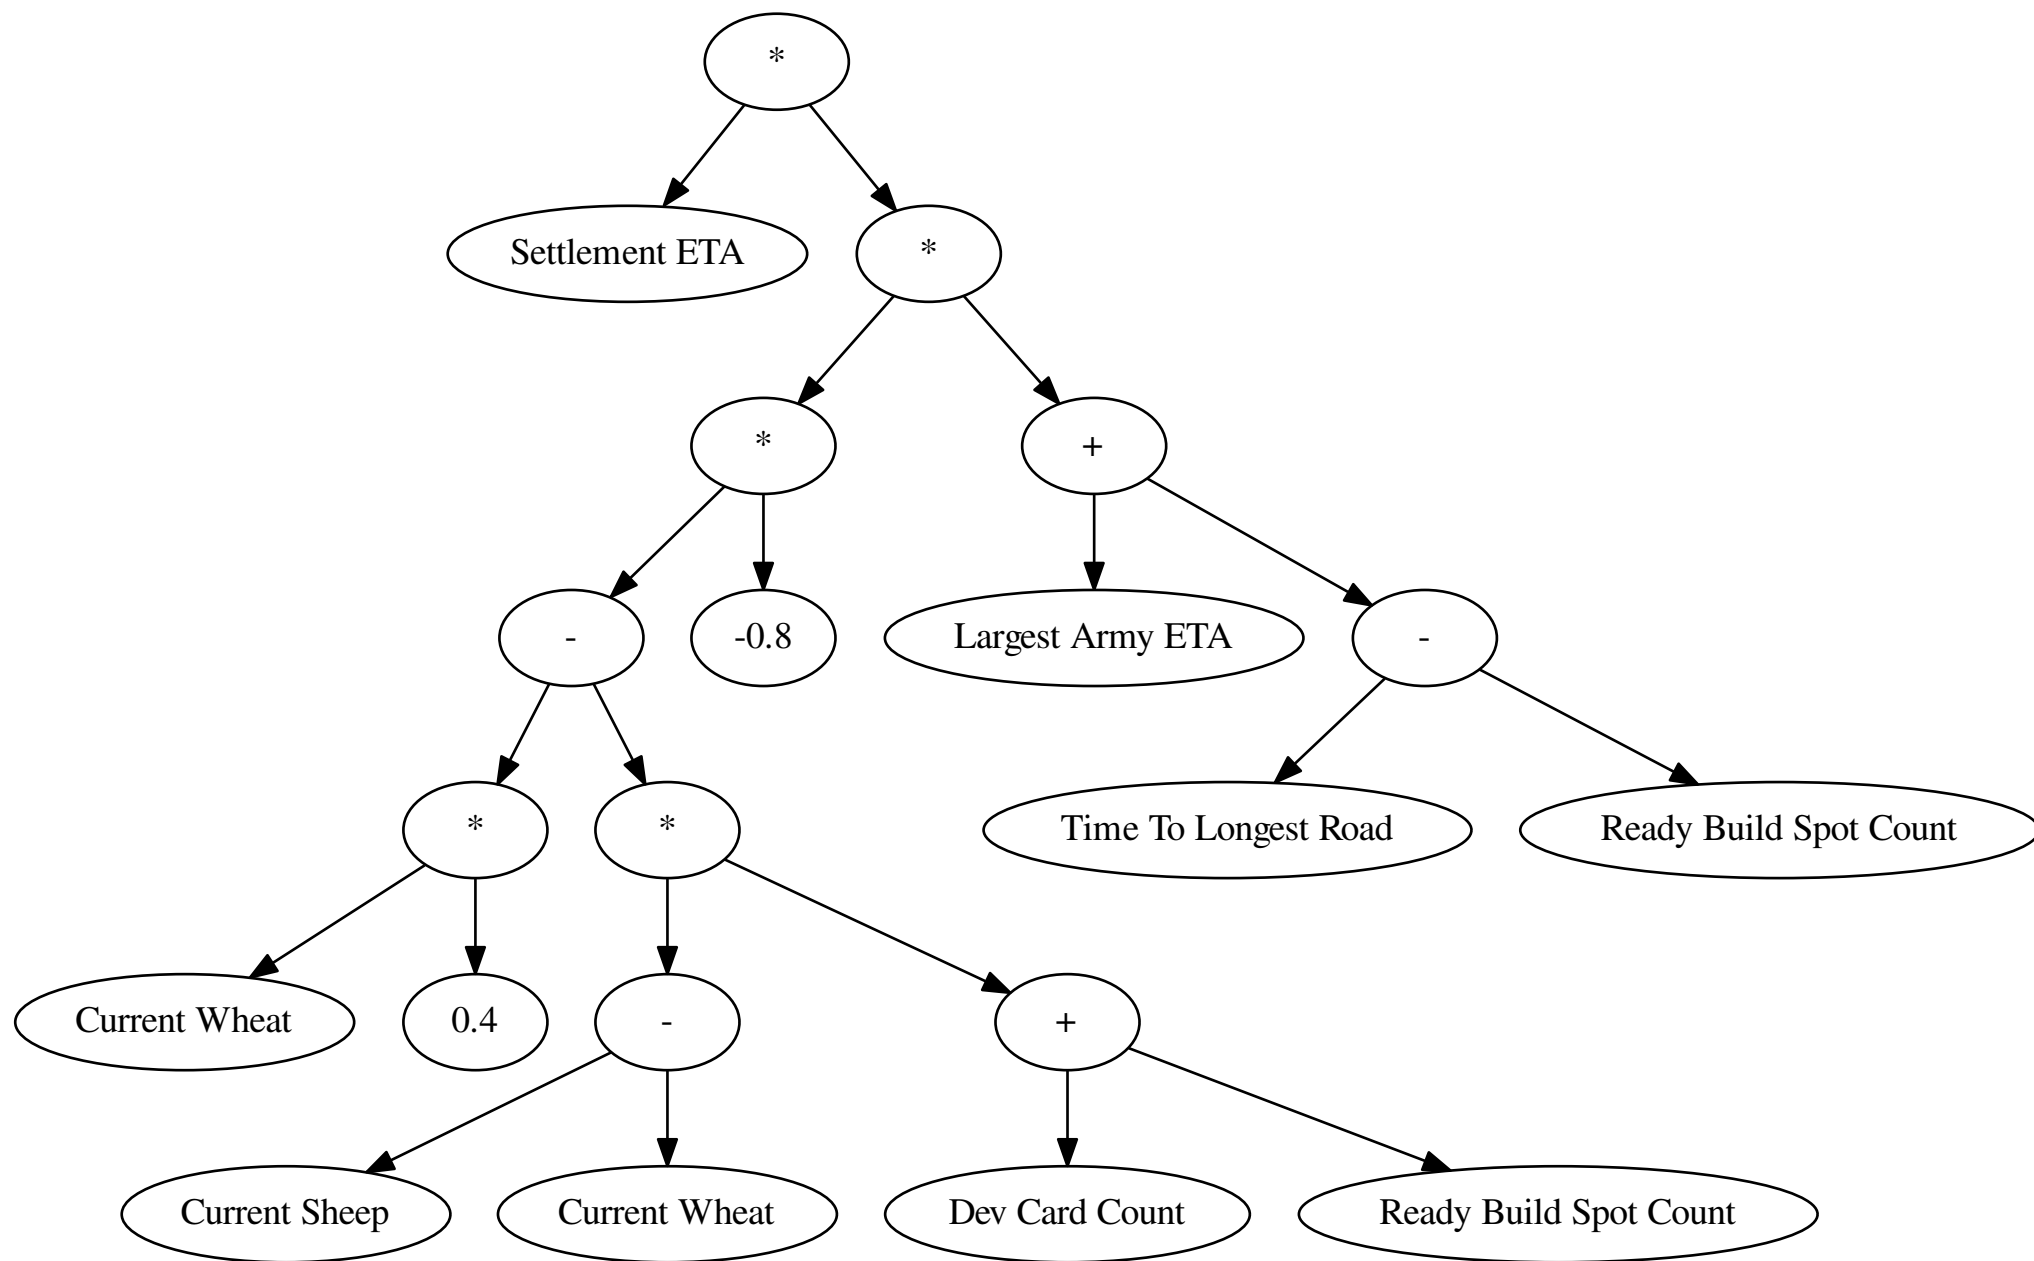 *
Settlement ETA
*
*
+
-
-0.8
Largest Army ETA
-
*
*
Time To Longest Road
Ready Build Spot Count
Current Wheat
0.4
-
+
Current Sheep
Current Wheat
Dev Card Count
Ready Build Spot Count